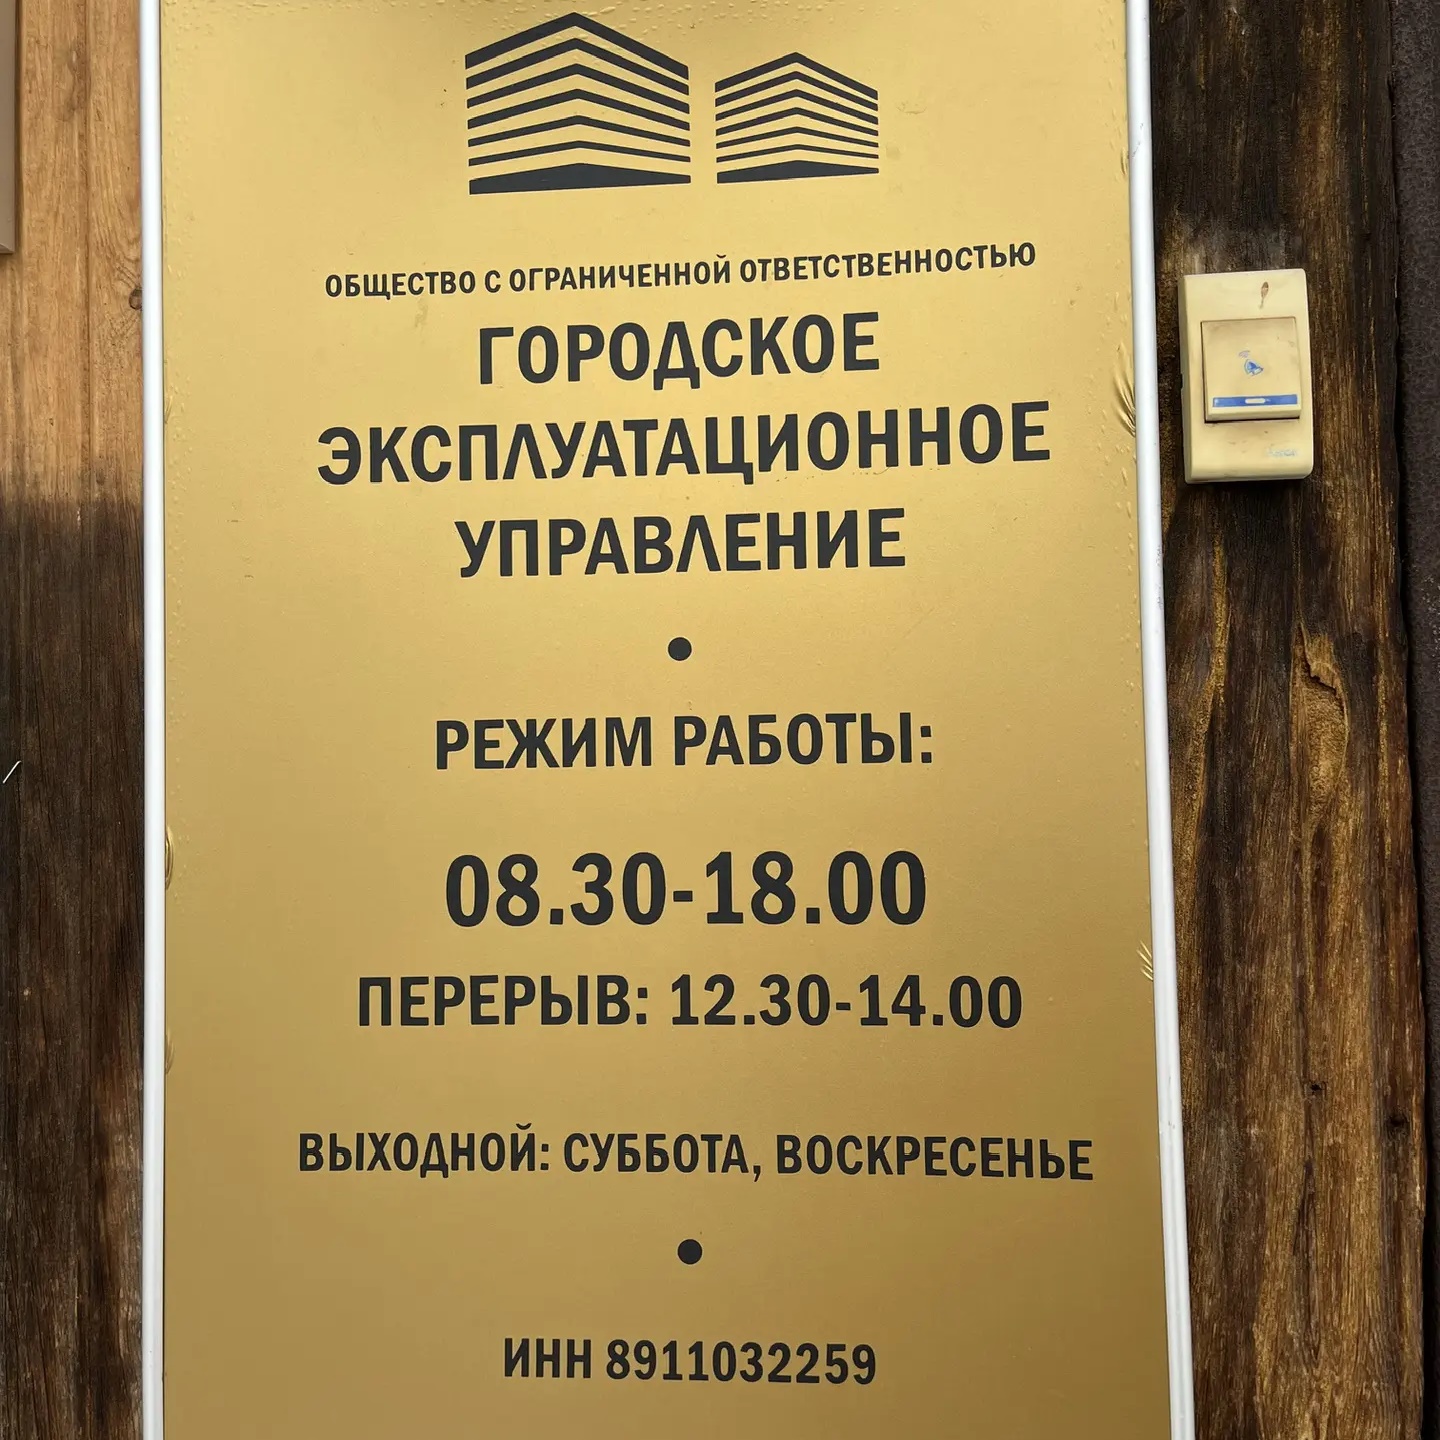 ОБЩЕСТВО С ОГРАНИЧЕННОЙ ОТВЕТСТВЕННОСТЬЮ
ГОРОДСКОЕ
ЭКСПЛУАТАЦИОННОЕ
УПРАВЛЕНИЕ
РЕЖИМ РАБОТЫ:
08.30-18.00
ПЕРЕРЫВ: 12.30-14.00
ВЫХОДНОЙ: СУББОТА, ВОСКРЕСЕНЬЕ
ИНН 8911032259